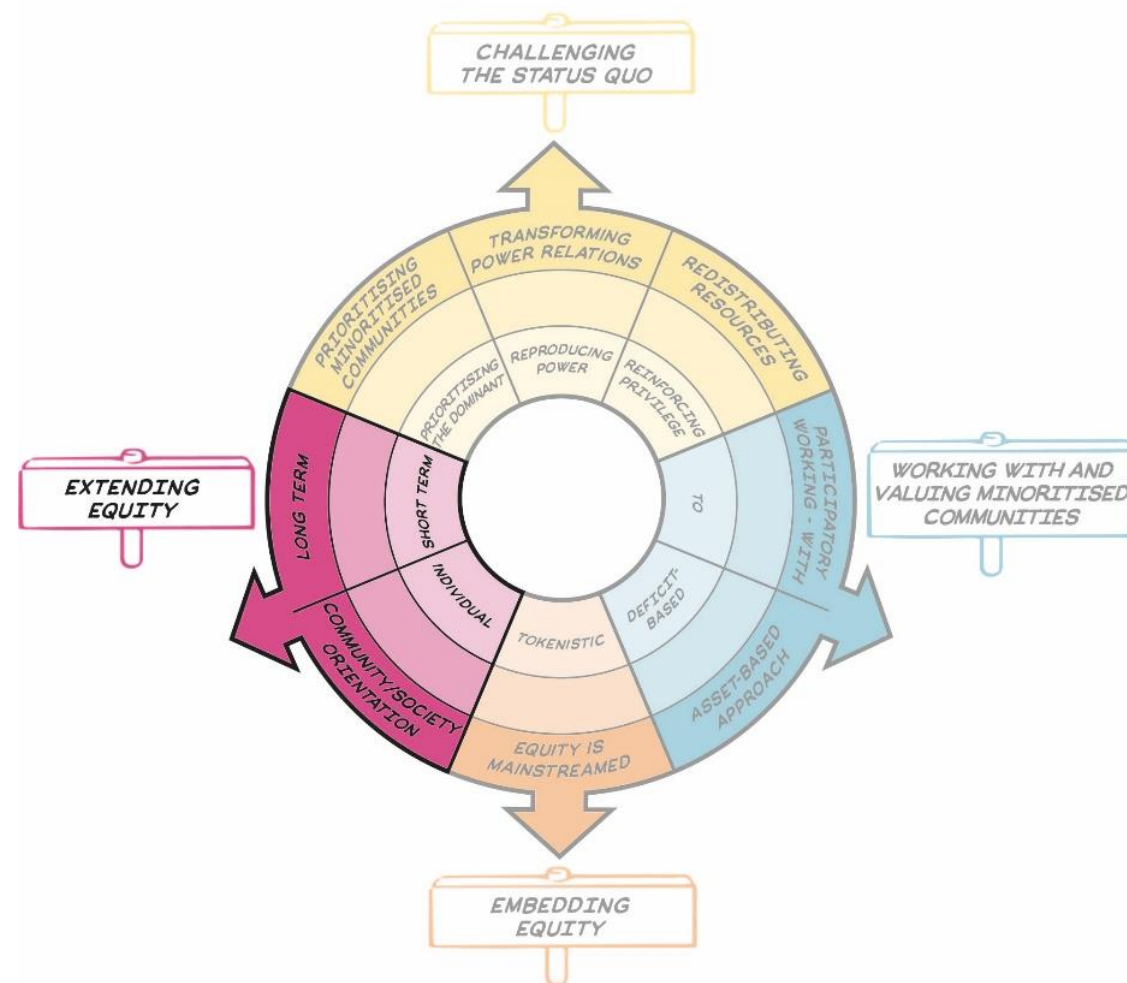 CHALLENGING
THE STATUS QUO
TRANSFORMING
POWER RELATIONS
PRIORITISING
MINORITISED
COMMUNITIES
REDISTRIBUTING
RESOURCES
PRIORITISING
THE DOMINANT
REPRODUCING
POWER
REINFORCING
PRIVILEGE
EXTENDING
EQUITY
LONG TERM
SHORT TERM
TO
PARTICIPATORY
WORKING - WITH
WORKING WITH AND
VALUING MINORITISED
COMMUNITIES
COMMUNITY/SOCIETY
ORIENTATION
INDIVIDUAL
TOKENISTIC
DEFICIT-
BASED
ASSET-BASED
APPROACH
EQUITY IS
MAINSTREAMED
EMBEDDING
EQUITY